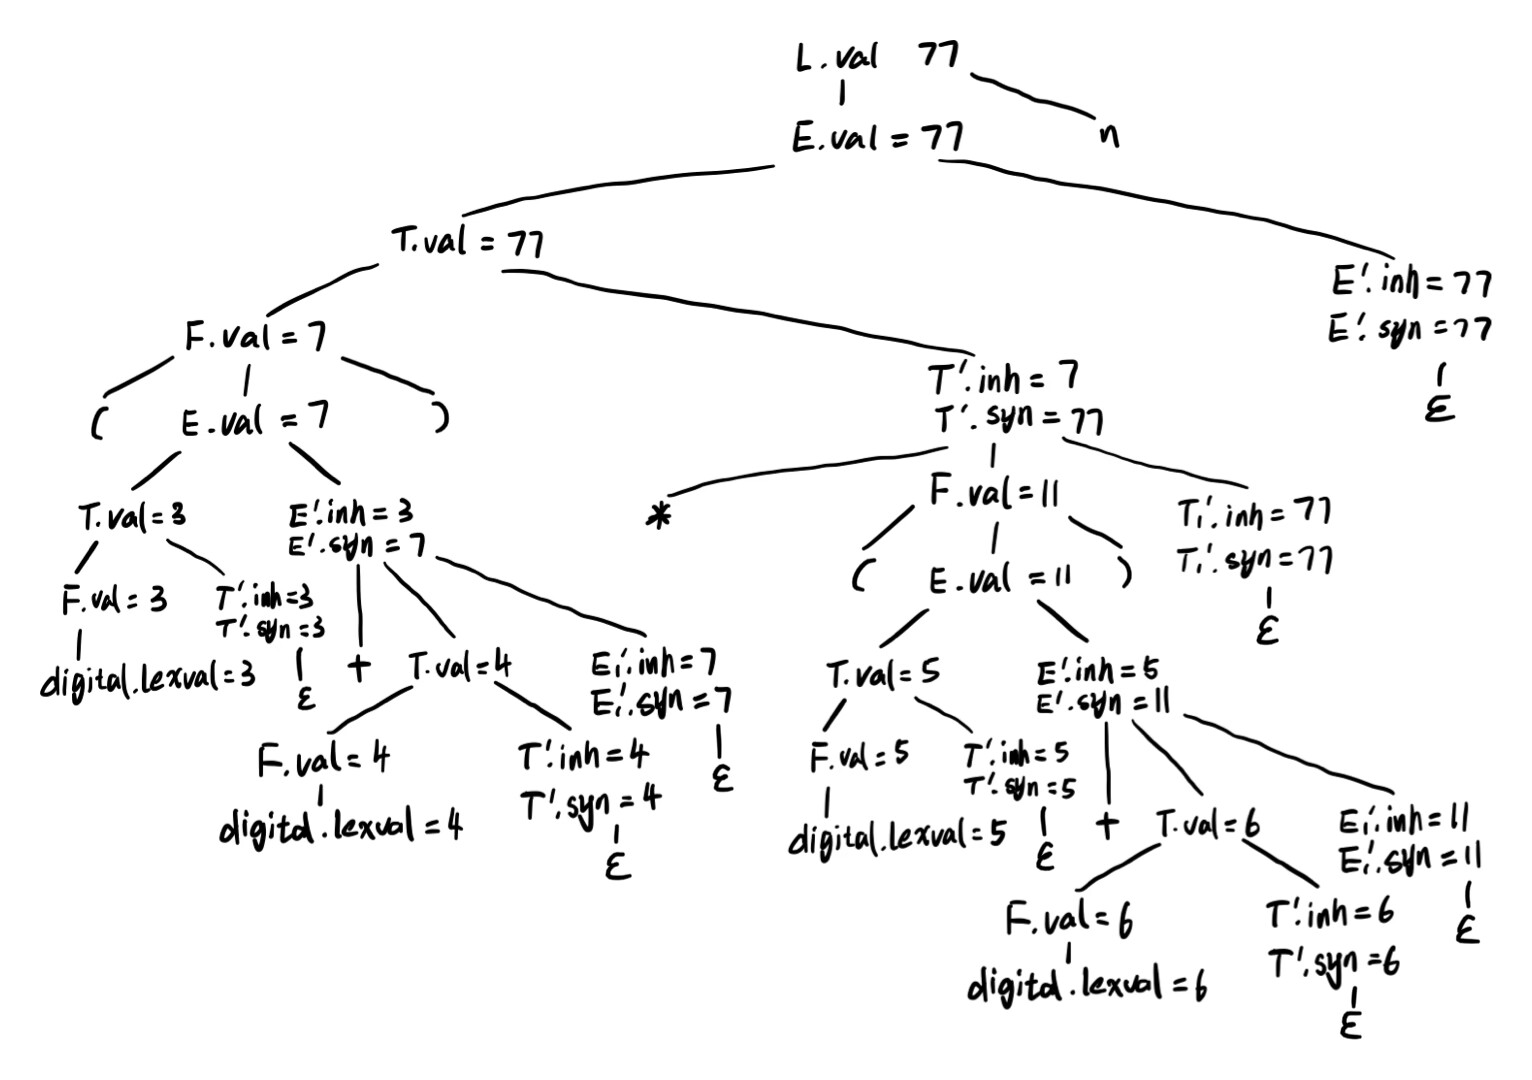 L.val 77
n
E.val = 77
T.val = 77
E'.inh = 77
E'.syn = 77
ε
F.val = 7
T'.inh = 7
T'.syn = 77
( E.val = 7 )
* F.val = 11 T₁'.inh = 77
T₁'.syn = 77
ε
T.val = 3 E'.inh = 3
E'.syn = 7
( E.val = 11 )
F.val = 3 T'.inh = 3
T'.syn = 3
ε
digital.lexval = 3
+ T.val = 4 E₁'.inh = 7
E₁'.syn = 7
ε
T.val = 5 E'.inh = 5
E'.syn = 11
F.val = 4 T'.inh = 4
T'.syn = 4
ε
digital.lexval = 4
F.val = 5 T'.inh = 5
T'.syn = 5
ε
digital.lexval = 5
+ T.val = 6 E₁'.inh = 11
E₁'.syn = 11
ε
F.val = 6 T'.inh = 6
T'.syn = 6
ε
digital.lexval = 6